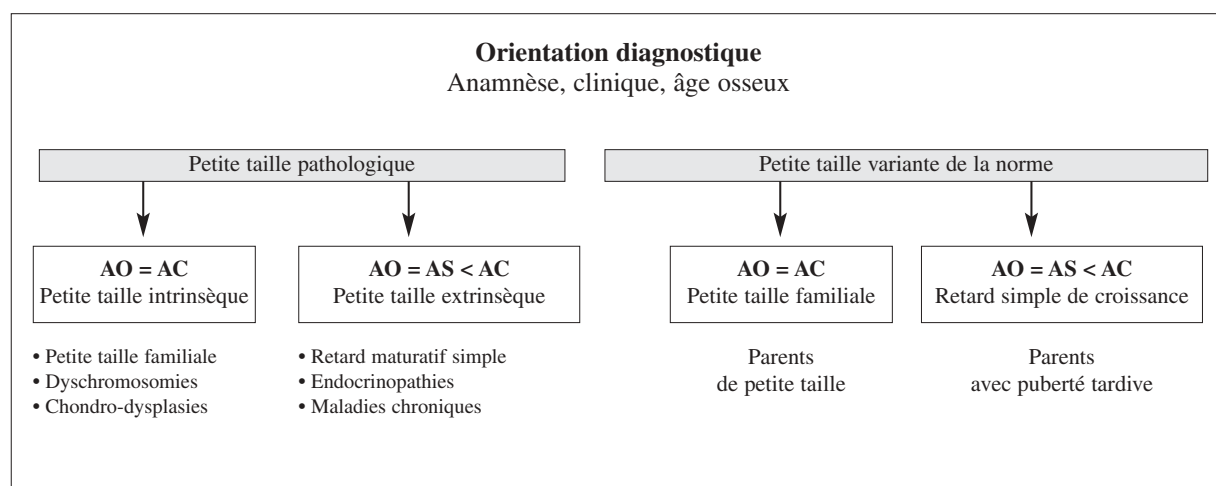 Orientation diagnostique
Anamnèse, clinique, âge osseux
Petite taille pathologique
Petite taille variante de la norme
AO = AC
Petite taille intrinsèque
AO = AS < AC
Petite taille extrinsèque
AO = AC
Petite taille familiale
AO = AS < AC
Retard simple de croissance
• Petite taille familiale
• Dyschromosomies
• Chondro-dysplasies
• Retard maturatif simple
• Endocrinopathies
• Maladies chroniques
Parents
de petite taille
Parents
avec puberté tardive